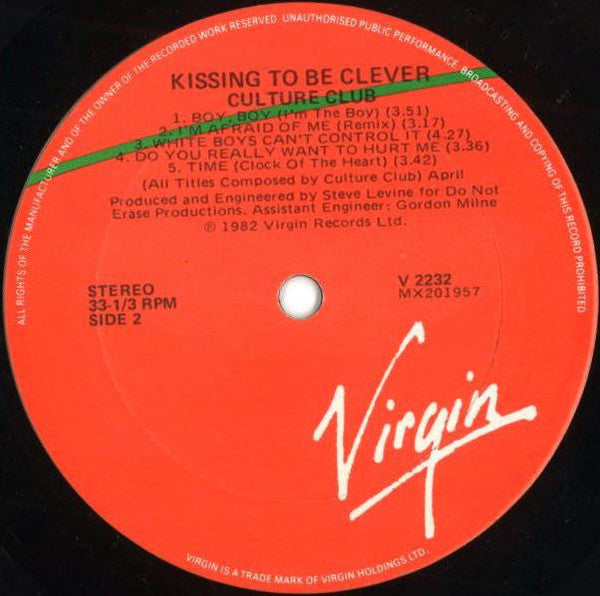 ALL RIGHTS OF THE MANUFACTURER AND OF THE OWNER OF THE RECORDED WORK RESERVED. UNAUTHORISED PUBLIC PERFORMANCE, BROADCASTING AND COPYING OF THIS RECORD PROHIBITED
KISSING TO BE CLEVER
CULTURE CLUB
1. BOY, BOY (I'm The Boy) (3.51)
2. I'M AFRAID OF ME (Remix) (3.17)
3. WHITE BOYS CAN'T CONTROL IT (4.27)
4. DO YOU REALLY WANT TO HURT ME (3.36)
5. TIME (Clock Of The Heart) (3.42)
(All Titles Composed by Culture Club) April
Produced and Engineered by Steve Levine for Do Not
Erase Productions. Assistant Engineer: Gordon Milne
℗ 1982 Virgin Records Ltd.
STEREO
33-1/3 RPM
SIDE 2
V 2232
MX201957
Virgin
VIRGIN IS A TRADE MARK OF VIRGIN HOLDINGS LTD.